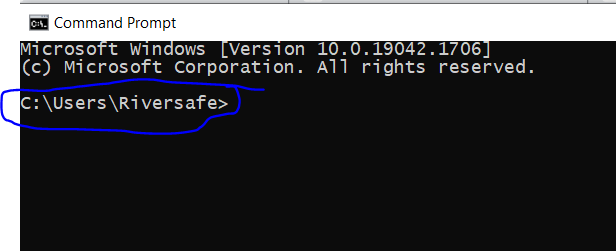 Command Prompt
Microsoft Windows [Version 10.0.19042.1706]
(c) Microsoft Corporation. All rights reserved.
C:\Users\Riversafe>